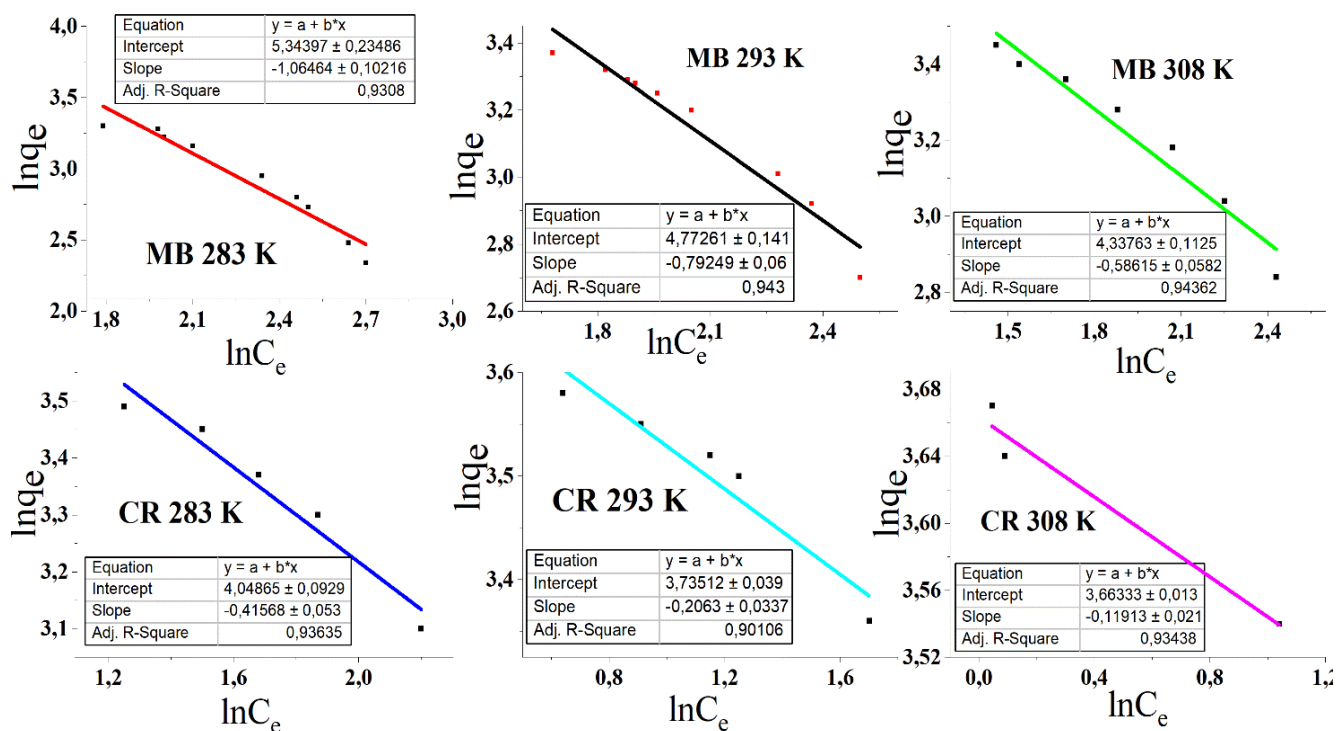 4,0
3,5
3,0
2,5
2,0
lnqe
Equation y = a + b*x
Intercept 5,34397 ± 0,23486
Slope -1,06464 ± 0,10216
Adj. R-Square 0,9308
MB 283 K
1,8 2,1 2,4 2,7 3,0
lnCe
3,4
3,2
3,0
2,8
2,6
lnqe
MB 293 K
Equation y = a + b*x
Intercept 4,77261 ± 0,141
Slope -0,79249 ± 0,06
Adj. R-Square 0,943
1,8 2,1 2,4
lnCe
3,4
3,2
3,0
2,8
lnqe
MB 308 K
Equation y = a + b*x
Intercept 4,33763 ± 0,1125
Slope -0,58615 ± 0,0582
Adj. R-Square 0,94362
1,5 1,8 2,1 2,4
lnCe
3,5
3,4
3,3
3,2
3,1
lnqe
CR 283 K
Equation y = a + b*x
Intercept 4,04865 ± 0,0929
Slope -0,41568 ± 0,053
Adj. R-Square 0,93635
1,2 1,6 2,0
lnCe
3,6
3,5
3,4
lnqe
CR 293 K
Equation y = a + b*x
Intercept 3,73512 ± 0,039
Slope -0,2063 ± 0,0337
Adj. R-Square 0,90106
0,8 1,2 1,6
lnCe
3,68
3,64
3,60
3,56
3,52
lnqe
CR 308 K
Equation y = a + b*x
Intercept 3,66333 ± 0,013
Slope -0,11913 ± 0,021
Adj. R-Square 0,93438
0,0 0,4 0,8 1,2
lnCe